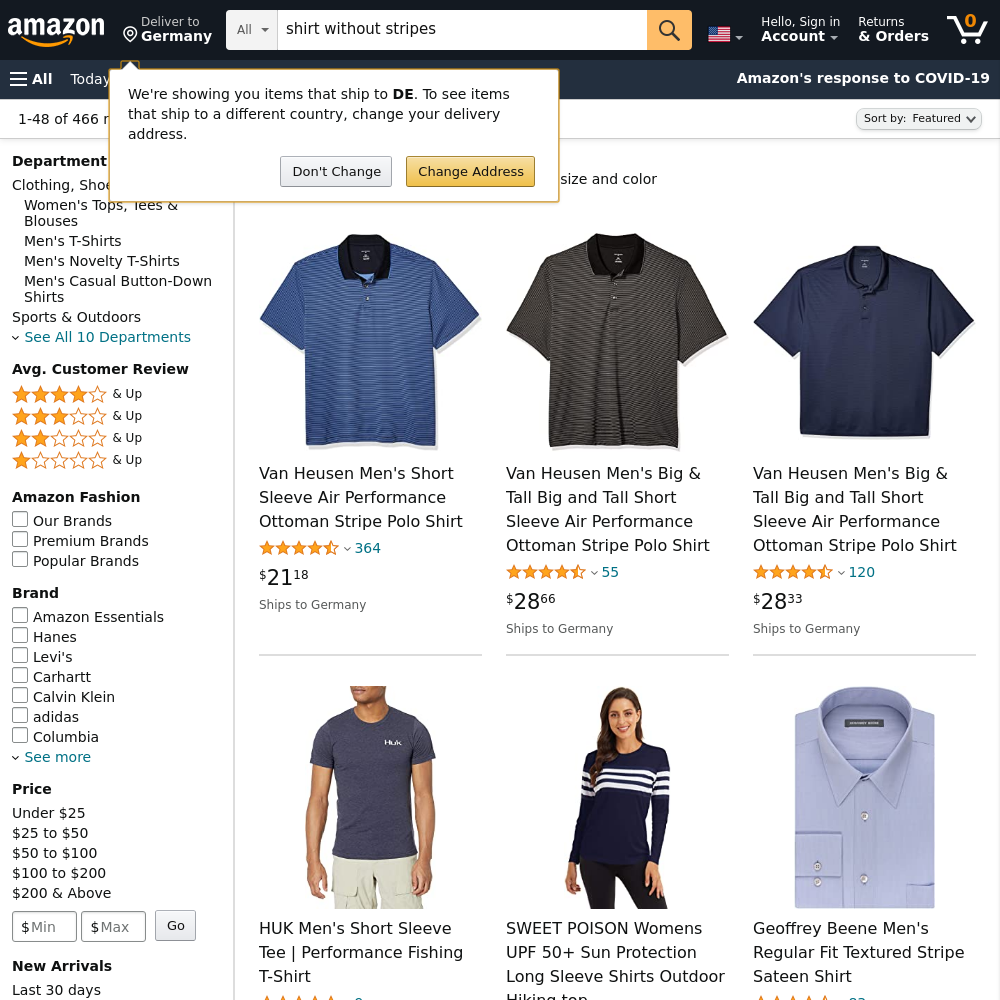 amazon
Deliver to
Germany
All
shirt without stripes
Hello, Sign in
Account
Returns
& Orders
0
All
Today
Amazon's response to COVID-19
We're showing you items that ship to DE. To see items
that ship to a different country, change your delivery
address.
Don't Change
Change Address
1-48 of 466
Sort by: Featured
size and color
Department
Clothing,
Women's Tops, Tees &
Blouses
Men's T-Shirts
Men's Novelty T-Shirts
Men's Casual Button-Down
Shirts
Sports & Outdoors
See All 10 Departments
Avg. Customer Review
& Up
& Up
& Up
& Up
Amazon Fashion
Our Brands
Premium Brands
Popular Brands
Brand
Amazon Essentials
Hanes
Levi's
Carhartt
Calvin Klein
adidas
Columbia
See more
Price
Under $25
$25 to $50
$50 to $100
$100 to $200
$200 & Above
$ Min
$ Max
Go
New Arrivals
Last 30 days
Van Heusen Men's Short
Sleeve Air Performance
Ottoman Stripe Polo Shirt
364
$21 18
Ships to Germany
Van Heusen Men's Big &
Tall Big and Tall Short
Sleeve Air Performance
Ottoman Stripe Polo Shirt
55
$28 66
Ships to Germany
Van Heusen Men's Big &
Tall Big and Tall Short
Sleeve Air Performance
Ottoman Stripe Polo Shirt
120
$28 33
Ships to Germany
Huk
HUK Men's Short Sleeve
Tee | Performance Fishing
T-Shirt
SWEET POISON Womens
UPF 50+ Sun Protection
Long Sleeve Shirts Outdoor
Hiking top
GEOFFREY BEENE
Geoffrey Beene Men's
Regular Fit Textured Stripe
Sateen Shirt